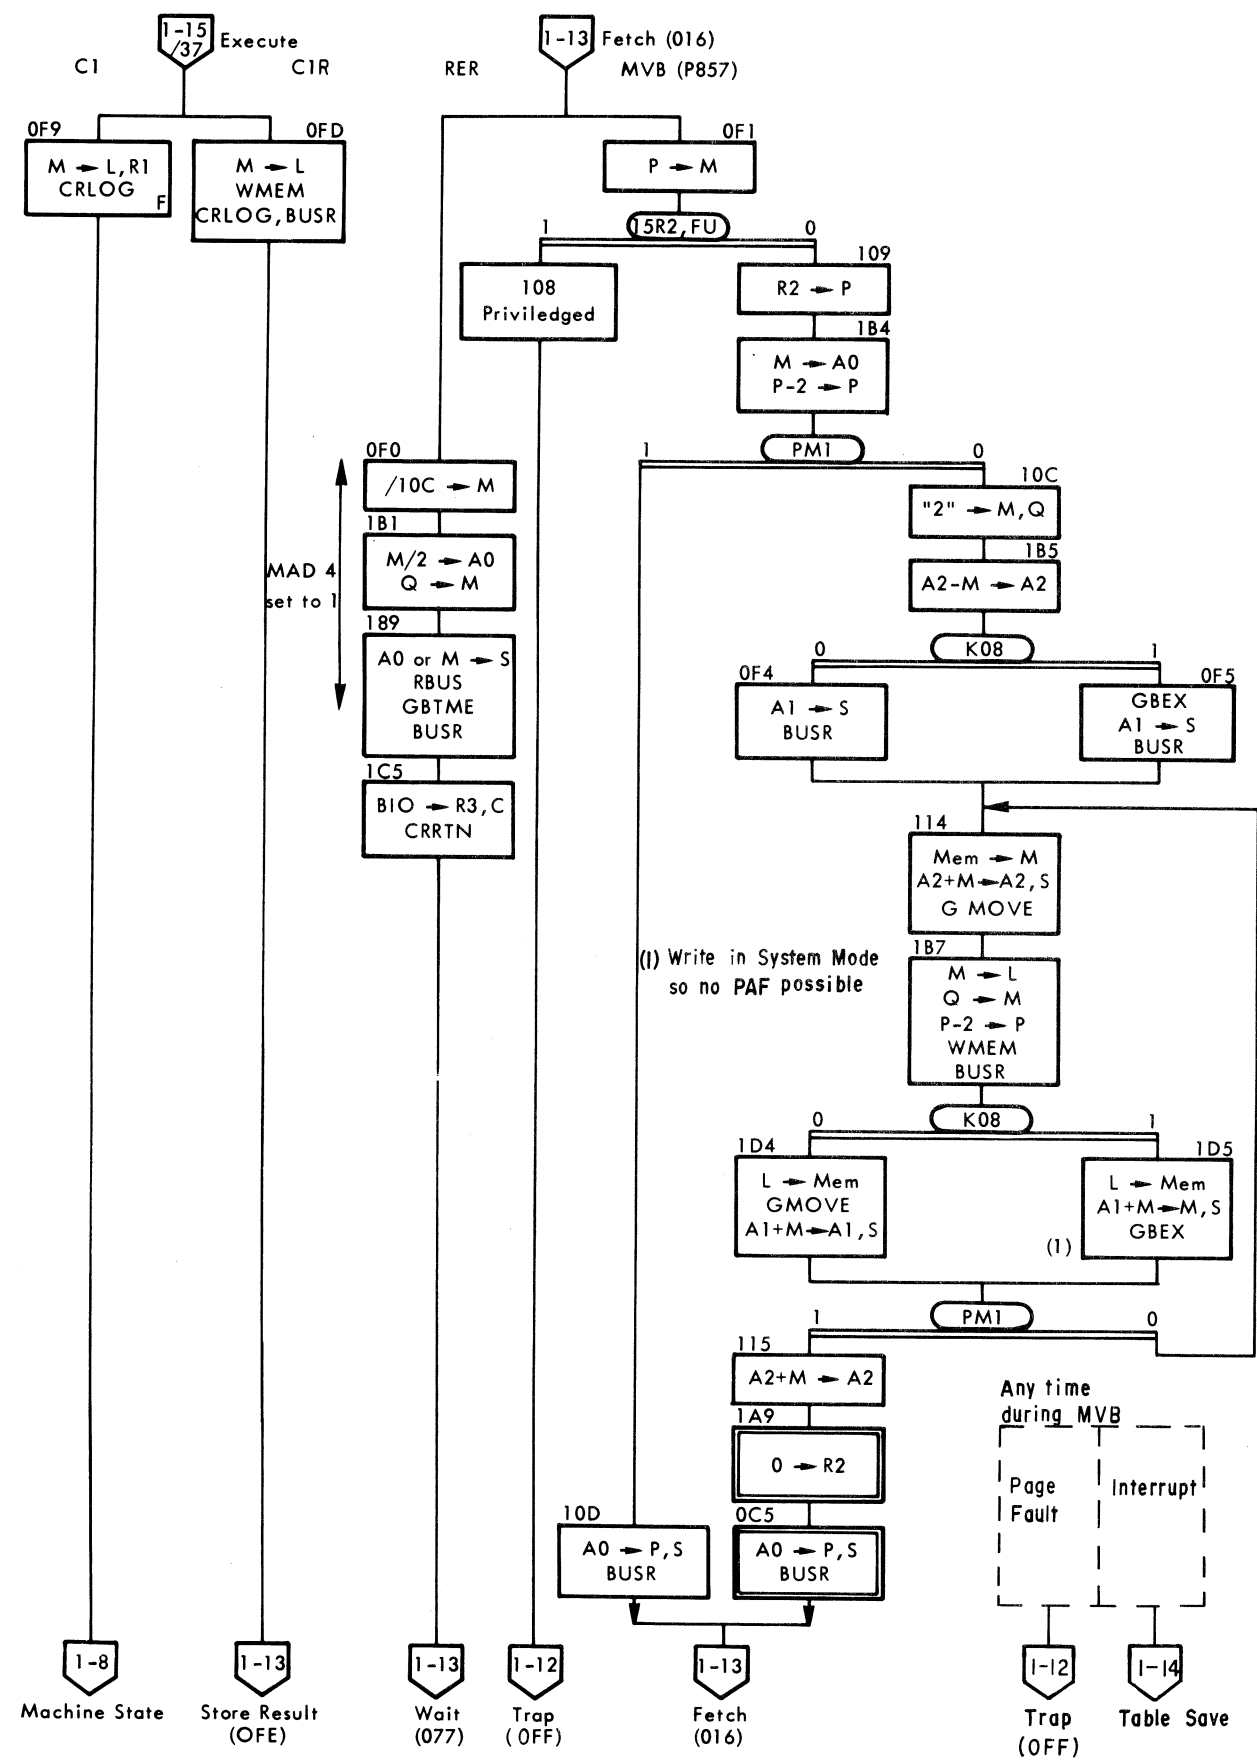 1-15
/37
Execute
C1
C1R
1-13
Fetch (016)
RER
MVB (P857)
0F9
M → L, R1
CRLOG
F
0FD
M → L
WMEM
CRLOG, BUSR
0F1
P → M
15R2, FU
1
0
108
Priviledged
109
R2 → P
1B4
M → A0
P-2 → P
PM1
1
0
MAD 4
set to 1
0F0
/10C → M
1B1
M/2 → A0
Q → M
189
A0 or M → S
RBUS
GBTME
BUSR
1C5
BIO → R3, C
CRRTN
10C
"2" → M, Q
1B5
A2-M → A2
K08
0
1
0F4
A1 → S
BUSR
0F5
GBEX
A1 → S
BUSR
114
Mem → M
A2+M→A2, S
G MOVE
(1) Write in System Mode
so no PAF possible
1B7
M → L
Q → M
P-2 → P
WMEM
BUSR
K08
0
1
1D4
L → Mem
GMOVE
A1+M→A1, S
1D5
L → Mem
A1+M→M, S
GBEX
(1)
PM1
1
0
115
A2+M → A2
1A9
0 → R2
10D
A0 → P, S
BUSR
0C5
A0 → P, S
BUSR
Any time
during MVB
Page
Fault
Interrupt
1-8
Machine State
1-13
Store Result
(OFE)
1-13
Wait
(077)
1-12
Trap
(OFF)
1-13
Fetch
(016)
1-12
Trap
(OFF)
1-14
Table Save